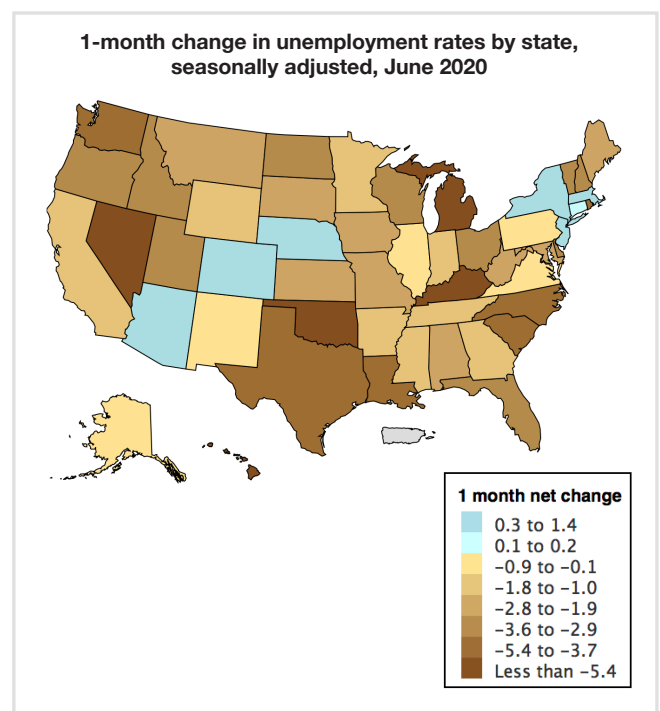 1-month change in unemployment rates by state,
seasonally adjusted, June 2020
1 month net change
0.3 to 1.4
0.1 to 0.2
−0.9 to −0.1
−1.8 to −1.0
−2.8 to −1.9
−3.6 to −2.9
−5.4 to −3.7
Less than −5.4